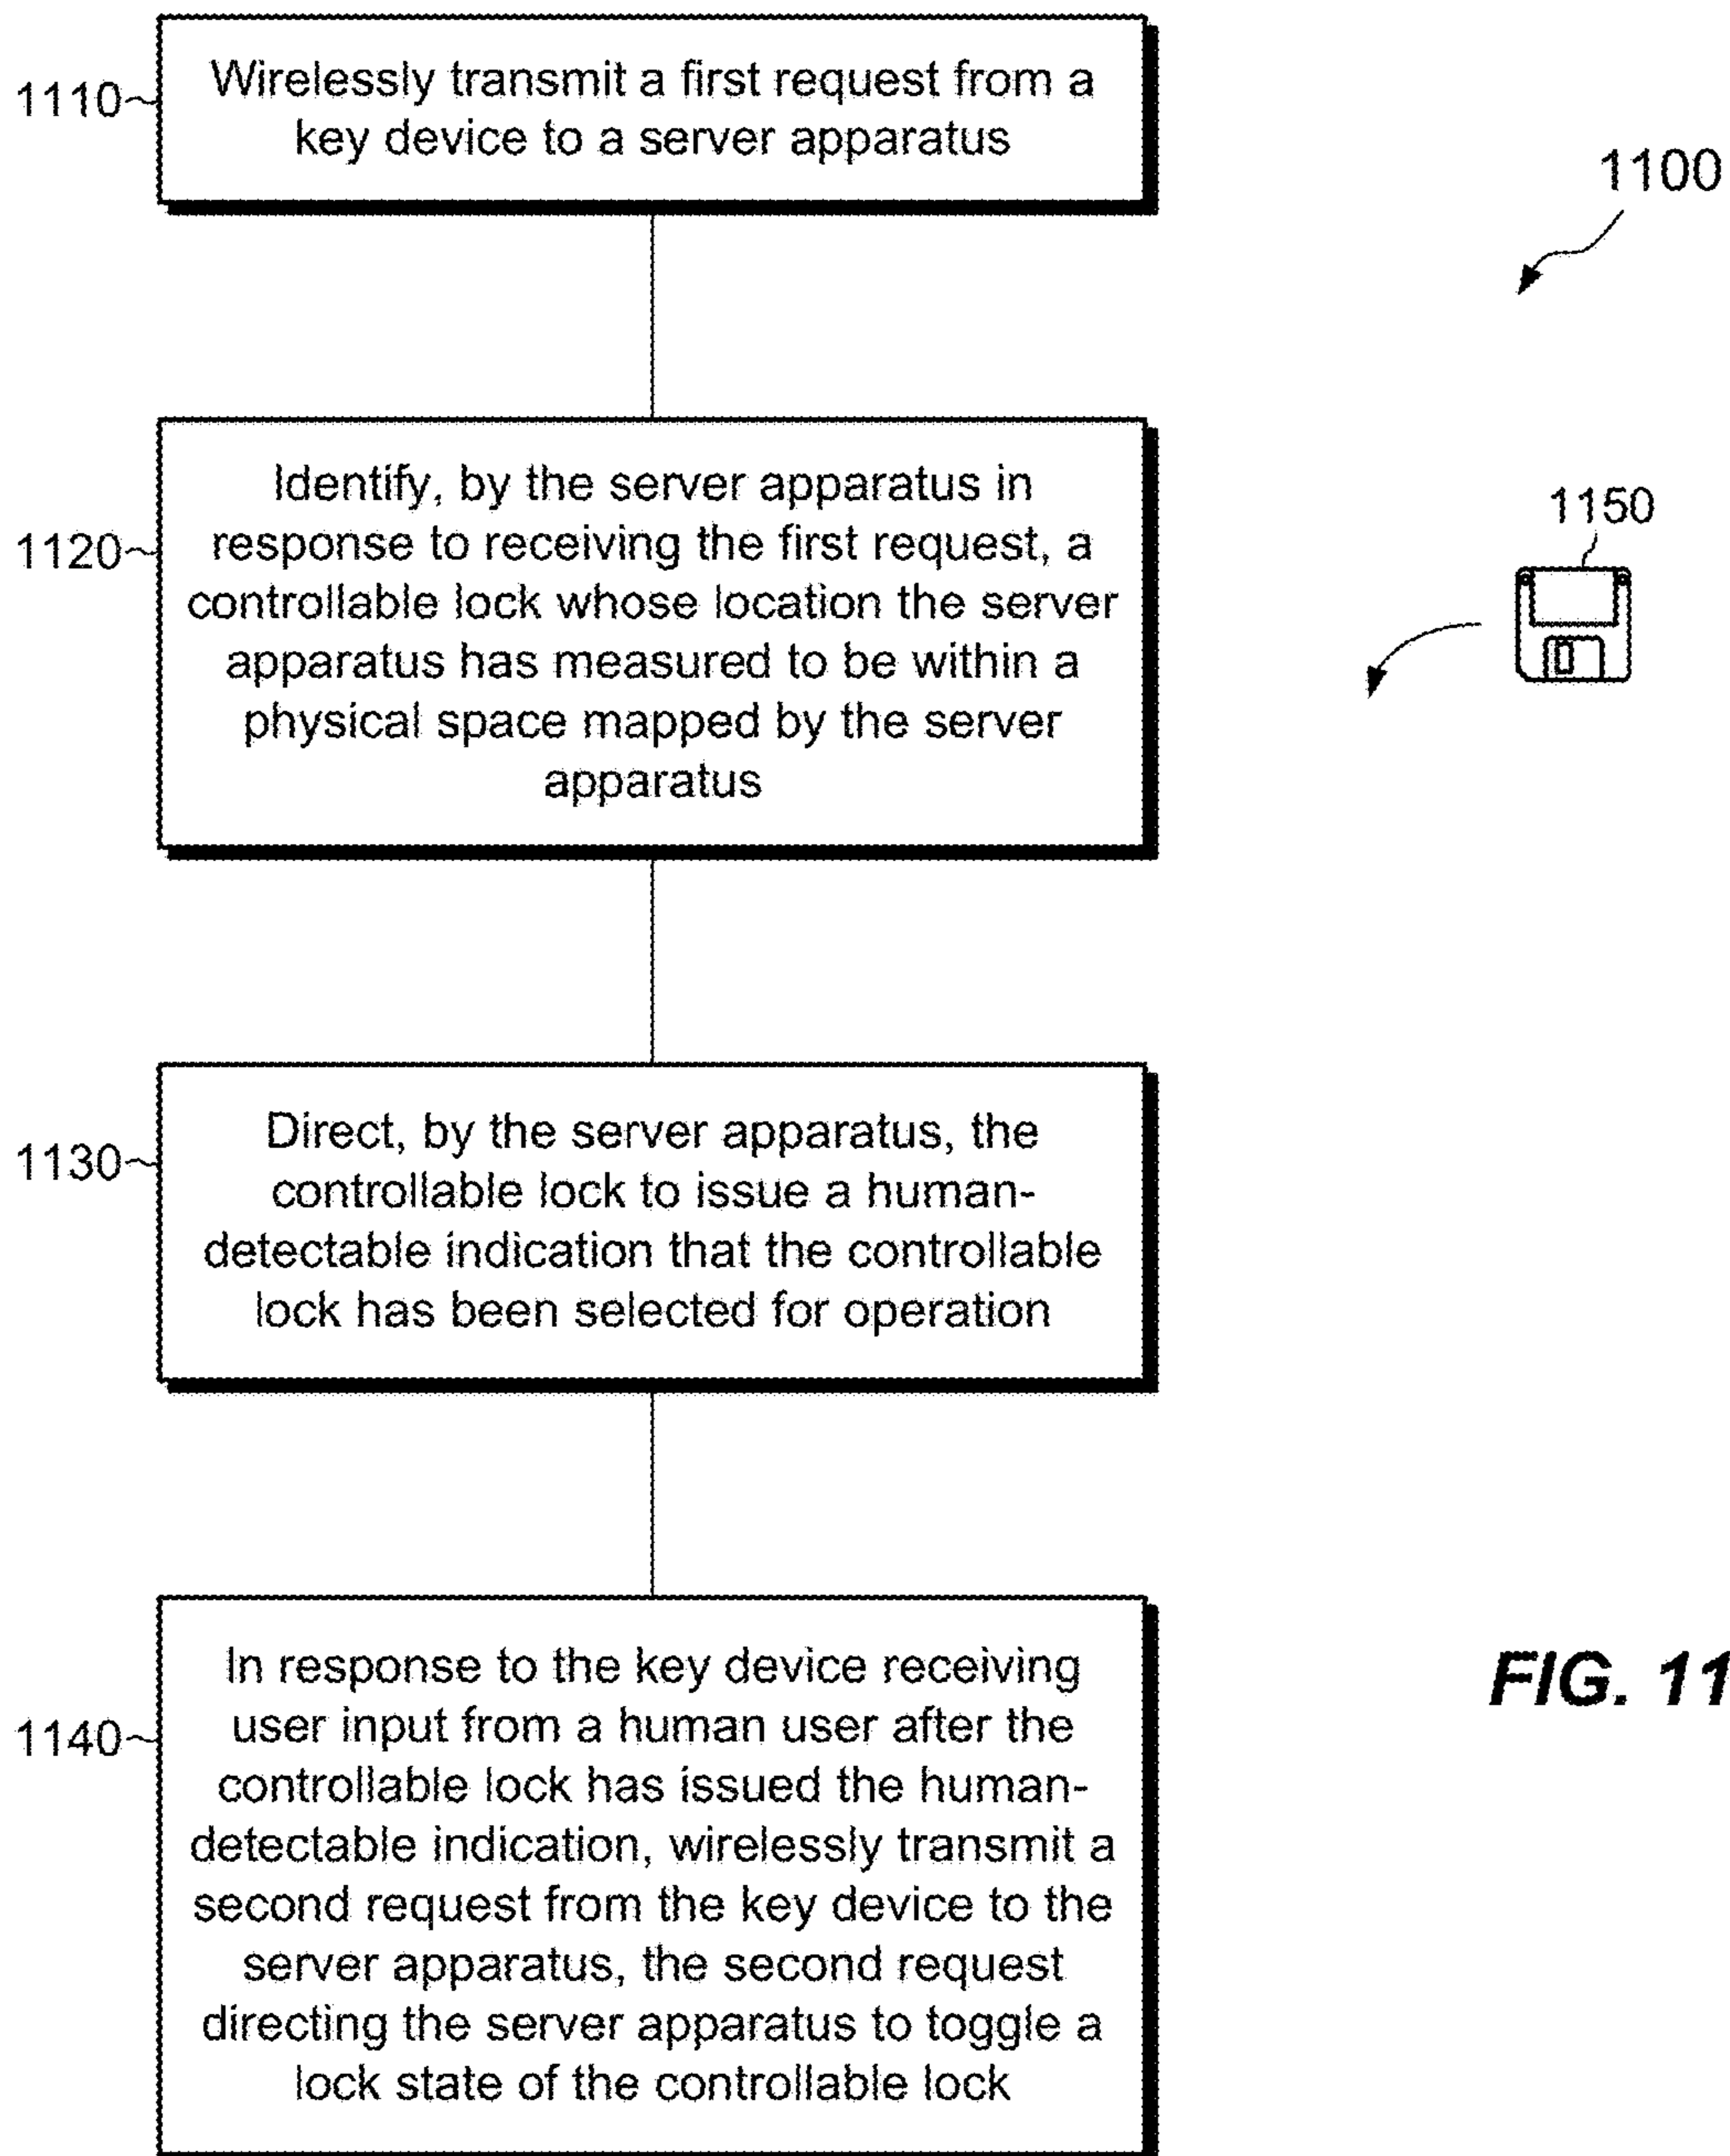 1110
Wirelessly transmit a first request from a
key device to a server apparatus
1100
1120
Identify, by the server apparatus in
response to receiving the first request, a
controllable lock whose location the server
apparatus has measured to be within a
physical space mapped by the server
apparatus
1150
1130
Direct, by the server apparatus, the
controllable lock to issue a human-
detectable indication that the controllable
lock has been selected for operation
1140
In response to the key device receiving
user input from a human user after the
controllable lock has issued the human-
detectable indication, wirelessly transmit a
second request from the key device to the
server apparatus, the second request
directing the server apparatus to toggle a
lock state of the controllable lock
FIG. 11